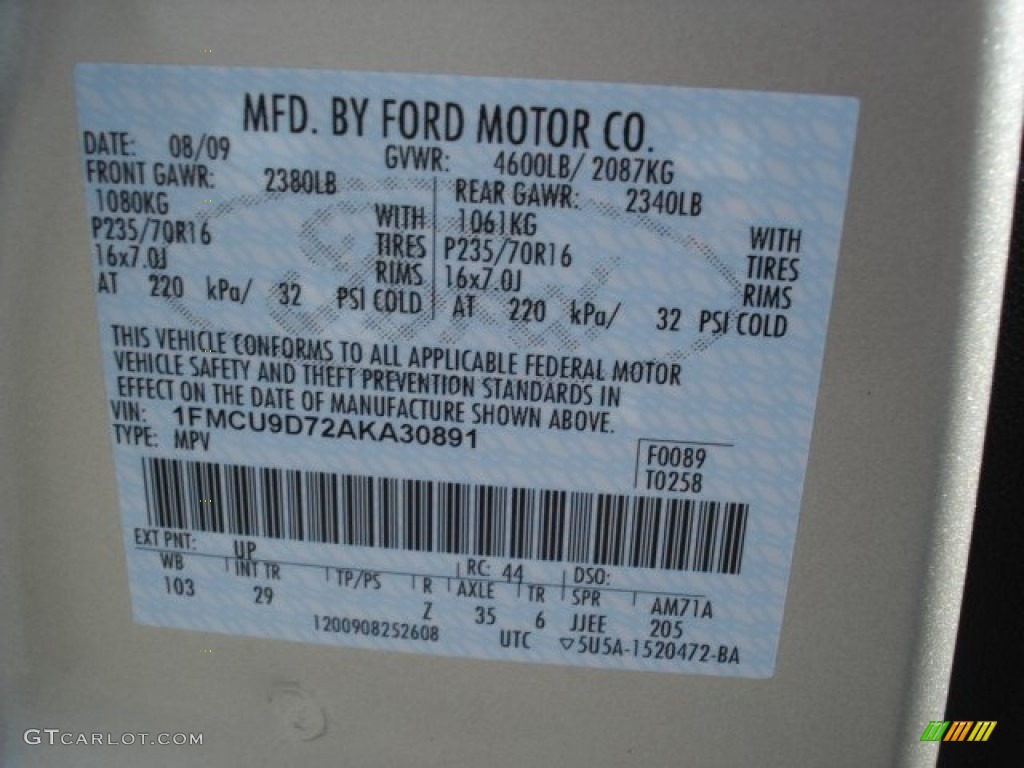 MFD. BY FORD MOTOR CO.
DATE: 08/09 GVWR: 4600LB/ 2087KG
FRONT GAWR: 2380LB REAR GAWR: 2340LB
1080KG WITH 1061KG WITH
P235/70R16 TIRES P235/70R16 TIRES
16x7.0J RIMS 16x7.0J RIMS
AT 220 kPa/ 32 PSI COLD AT 220 kPa/ 32 PSI COLD
THIS VEHICLE CONFORMS TO ALL APPLICABLE FEDERAL MOTOR
VEHICLE SAFETY AND THEFT PREVENTION STANDARDS IN
EFFECT ON THE DATE OF MANUFACTURE SHOWN ABOVE.
VIN: 1FMCU9D72AKA30891
TYPE: MPV
F0089
T0258
EXT PNT: UP RC: 44 DSO:
WB INT TR TP/PS R AXLE TR SPR AM71A
103 29 Z 35 6 JJEE 205
1200908252608 UTC ▽5U5A-1520472-BA
GTCARLOT.COM